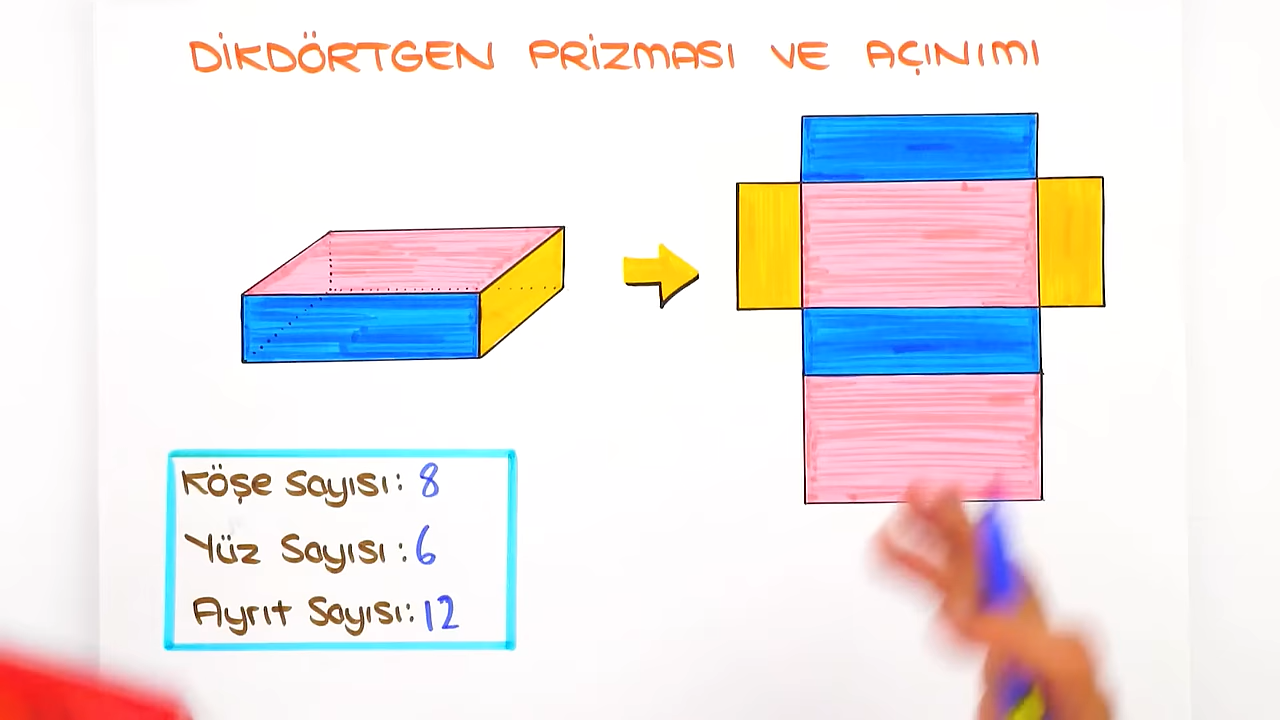 DİKDÖRTGEN PRİZMASI VE AÇINIMI
Köşe Sayısı: 8
Yüz Sayısı: 6
Ayrıt Sayısı: 12